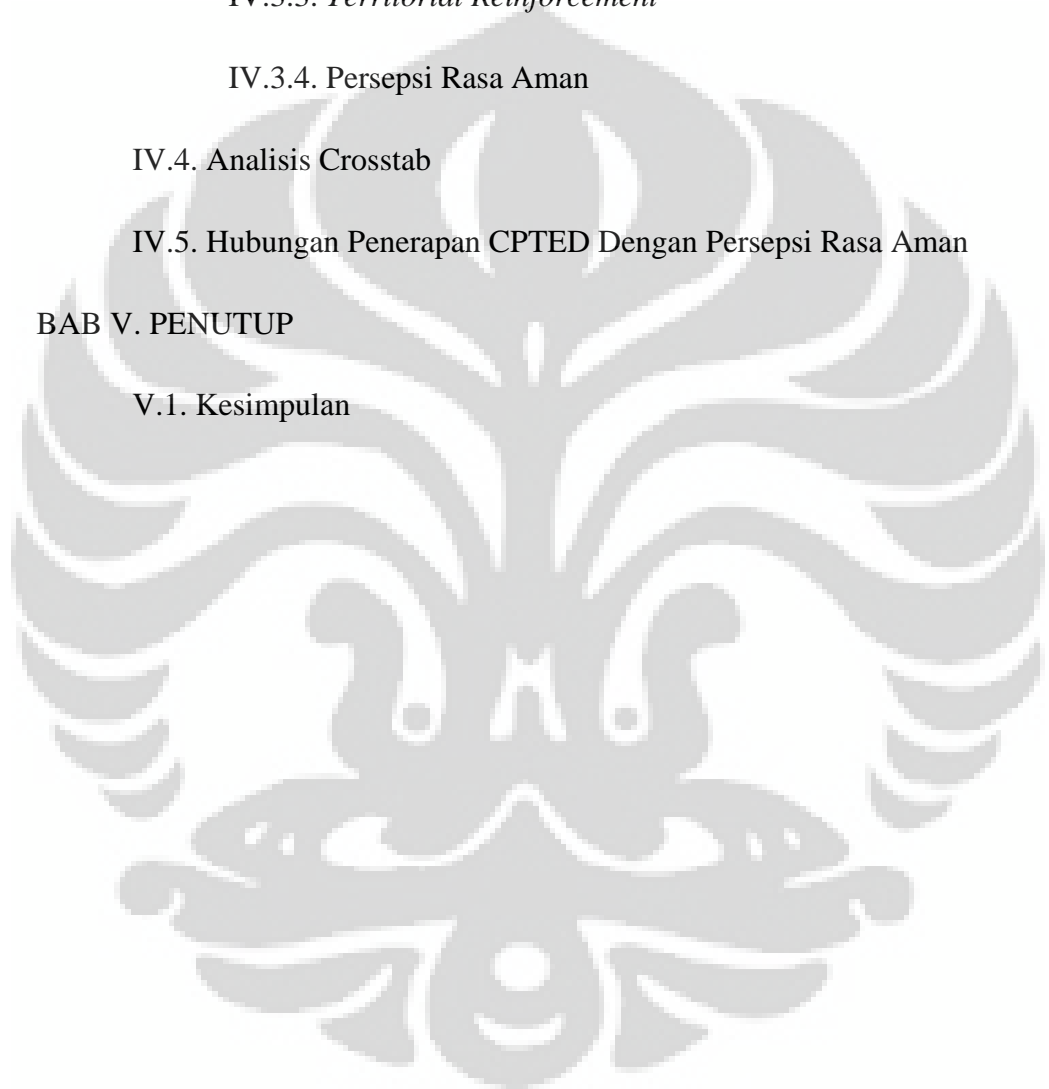 IV.3.3. Territorial Reinforcement
IV.3.4. Persepsi Rasa Aman
IV.4. Analisis Crosstab
IV.5. Hubungan Penerapan CPTED Dengan Persepsi Rasa Aman
BAB V. PENUTUP
V.1. Kesimpulan